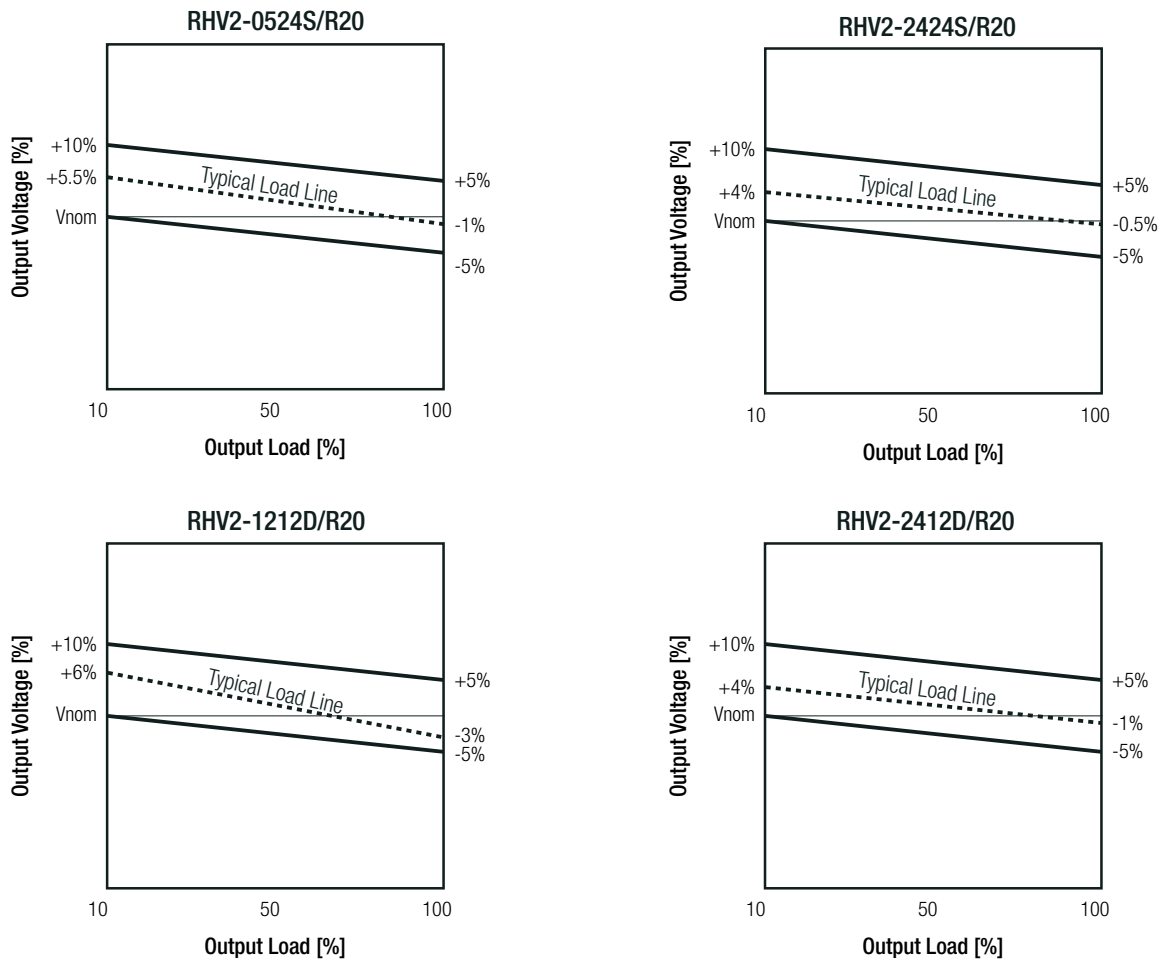 RHV2-0524S/R20
Output Voltage [%]
+10%
+5.5%
Vnom
Typical Load Line
+5%
-1%
-5%
10
50
100
Output Load [%]
RHV2-2424S/R20
Output Voltage [%]
+10%
+4%
Vnom
Typical Load Line
+5%
-0.5%
-5%
10
50
100
Output Load [%]
RHV2-1212D/R20
Output Voltage [%]
+10%
+6%
Vnom
Typical Load Line
+5%
-3%
-5%
10
50
100
Output Load [%]
RHV2-2412D/R20
Output Voltage [%]
+10%
+4%
Vnom
Typical Load Line
+5%
-1%
-5%
10
50
100
Output Load [%]